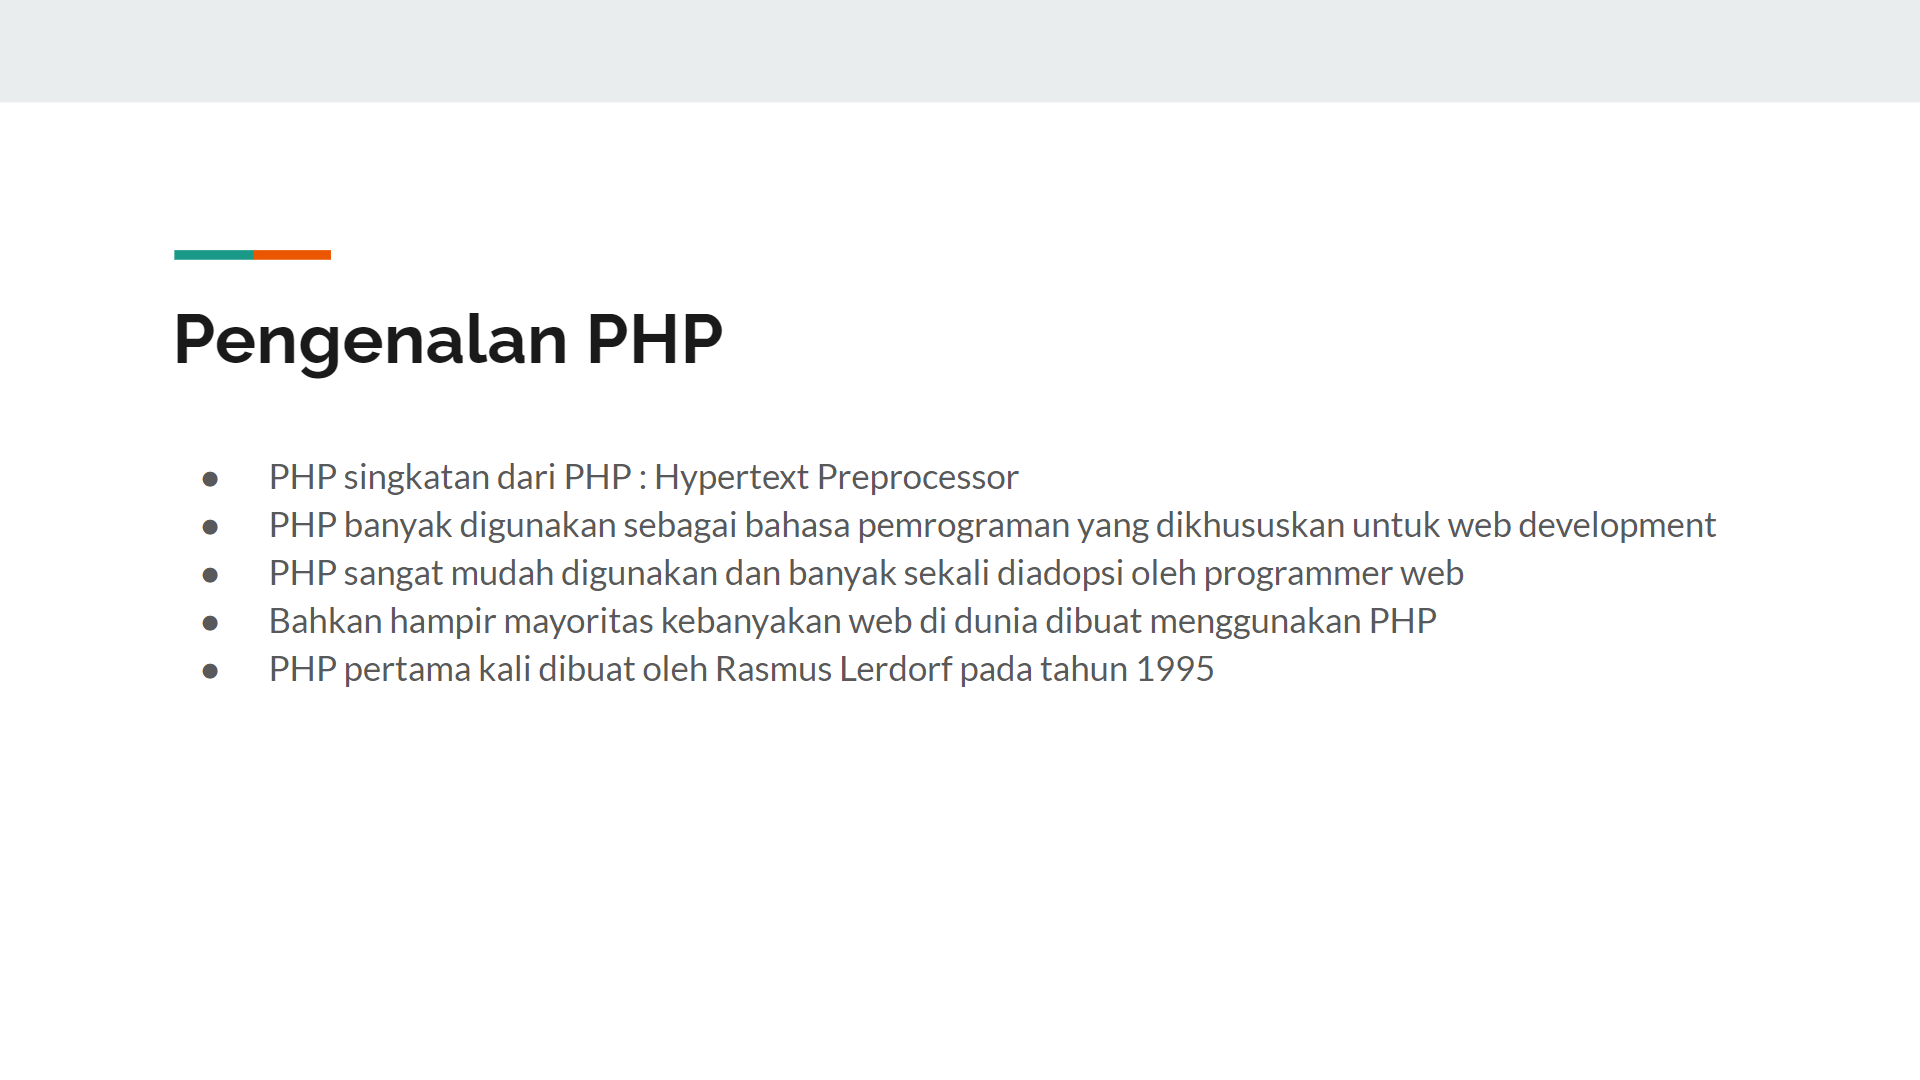 Pengenalan PHP
● PHP singkatan dari PHP : Hypertext Preprocessor
● PHP banyak digunakan sebagai bahasa pemrograman yang dikhususkan untuk web development
● PHP sangat mudah digunakan dan banyak sekali diadopsi oleh programmer web
● Bahkan hampir mayoritas kebanyakan web di dunia dibuat menggunakan PHP
● PHP pertama kali dibuat oleh Rasmus Lerdorf pada tahun 1995